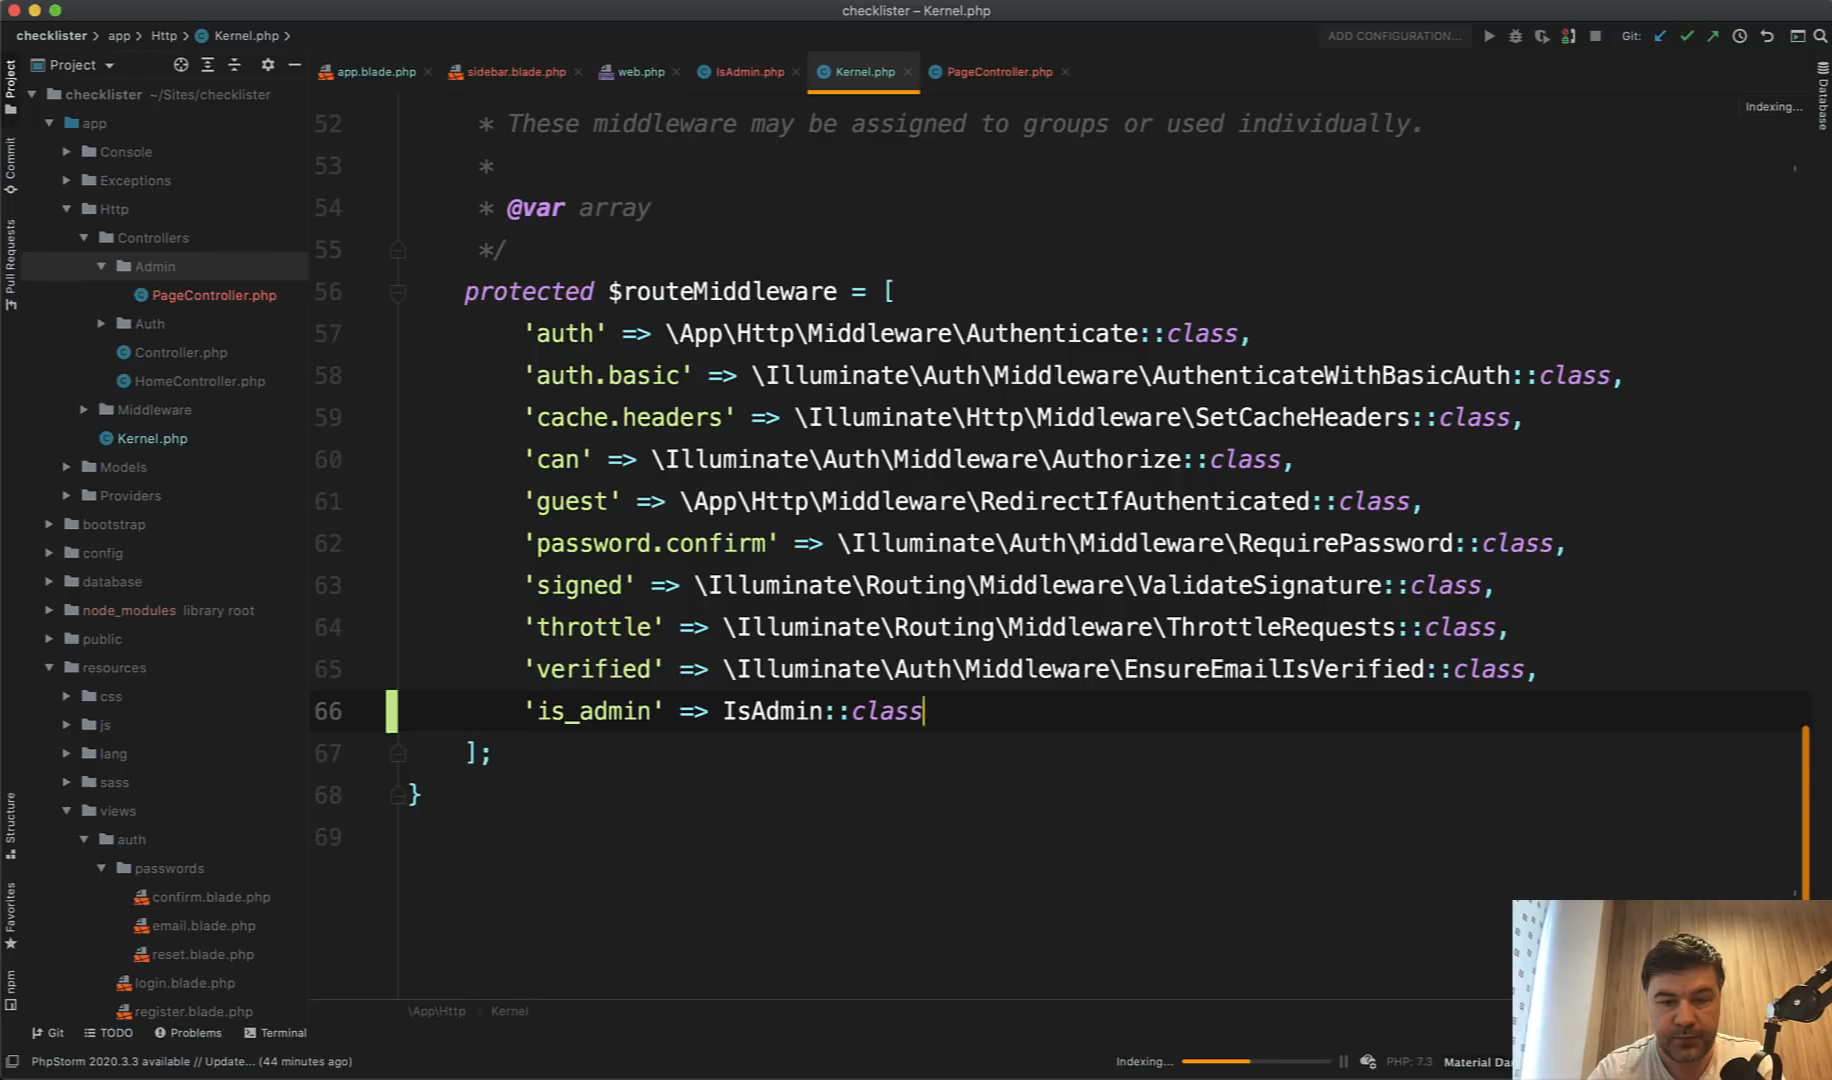 checklister – Kernel.php
checklister
app
Http
Kernel.php
ADD CONFIGURATION...
Git:
Project
app.blade.php
sidebar.blade.php
web.php
IsAdmin.php
Kernel.php
PageController.php
Indexing...
Project
Commit
Pull Requests
Structure
Favorites
npm
Database
checklister ~/Sites/checklister
app
Console
Exceptions
Http
Controllers
Admin
PageController.php
Auth
Controller.php
HomeController.php
Middleware
Kernel.php
Models
Providers
bootstrap
config
database
node_modules library root
public
resources
css
js
lang
sass
views
auth
passwords
confirm.blade.php
email.blade.php
reset.blade.php
login.blade.php
register.blade.php
52 * These middleware may be assigned to groups or used individually.
53 *
54 * @var array
55 */
56 protected $routeMiddleware = [
57 'auth' => \App\Http\Middleware\Authenticate::class,
58 'auth.basic' => \Illuminate\Auth\Middleware\AuthenticateWithBasicAuth::class,
59 'cache.headers' => \Illuminate\Http\Middleware\SetCacheHeaders::class,
60 'can' => \Illuminate\Auth\Middleware\Authorize::class,
61 'guest' => \App\Http\Middleware\RedirectIfAuthenticated::class,
62 'password.confirm' => \Illuminate\Auth\Middleware\RequirePassword::class,
63 'signed' => \Illuminate\Routing\Middleware\ValidateSignature::class,
64 'throttle' => \Illuminate\Routing\Middleware\ThrottleRequests::class,
65 'verified' => \Illuminate\Auth\Middleware\EnsureEmailIsVerified::class,
66 'is_admin' => IsAdmin::class
67 ];
68 }
69
\App\Http
Kernel
Git
TODO
Problems
Terminal
PhpStorm 2020.3.3 available // Update... (44 minutes ago)
Indexing...
PHP: 7.3
Material